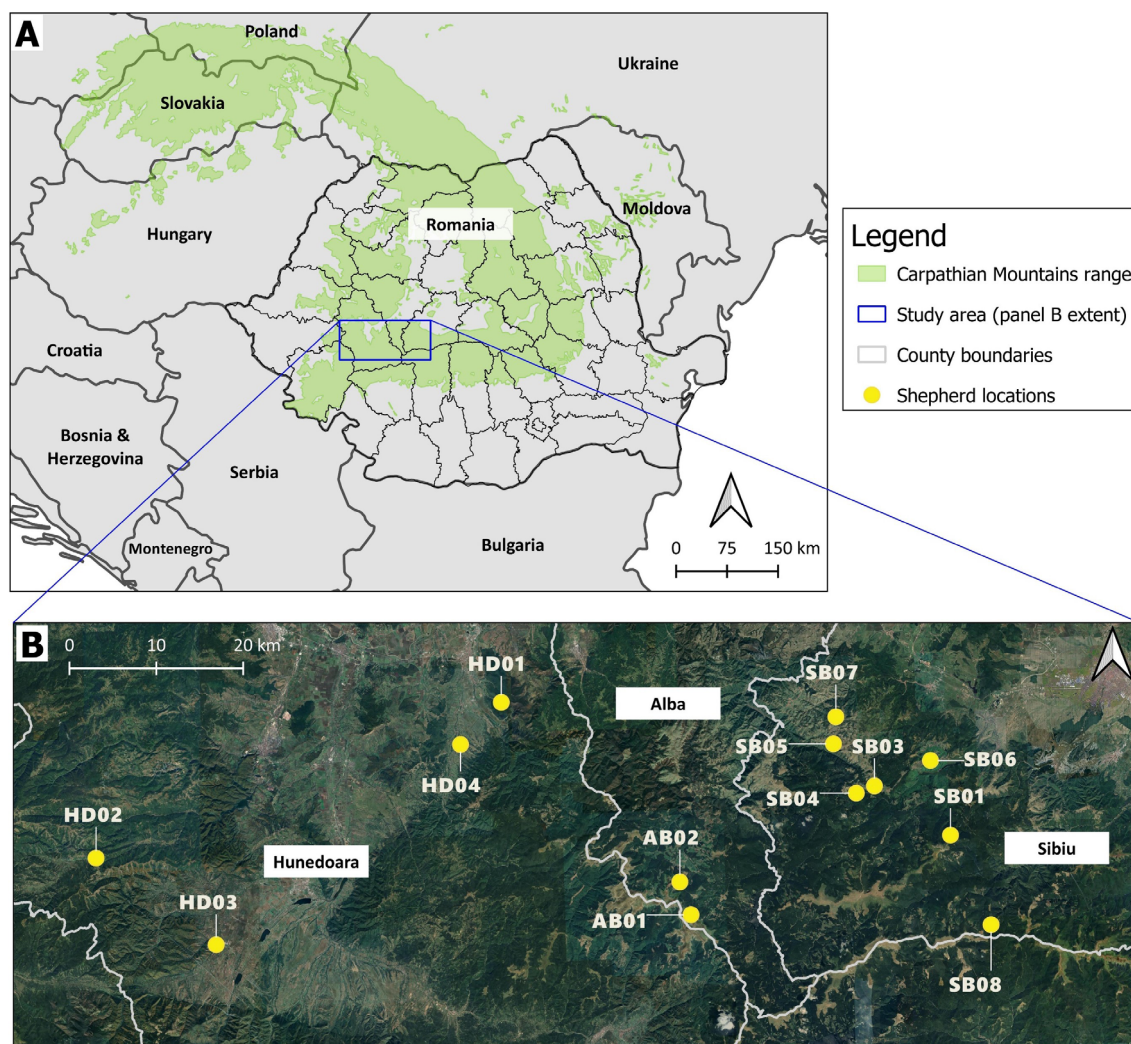 A
Poland
Ukraine
Slovakia
Moldova
Romania
Hungary
Croatia
Bosnia &
Herzegovina
Serbia
Montenegro
Bulgaria
0 75 150 km
Legend
Carpathian Mountains range
Study area (panel B extent)
County boundaries
Shepherd locations
B
0 10 20 km
HD01
Alba
SB07
HD04
SB05
SB03
SB06
SB04
SB01
HD02
Hunedoara
AB02
Sibiu
HD03
AB01
SB08